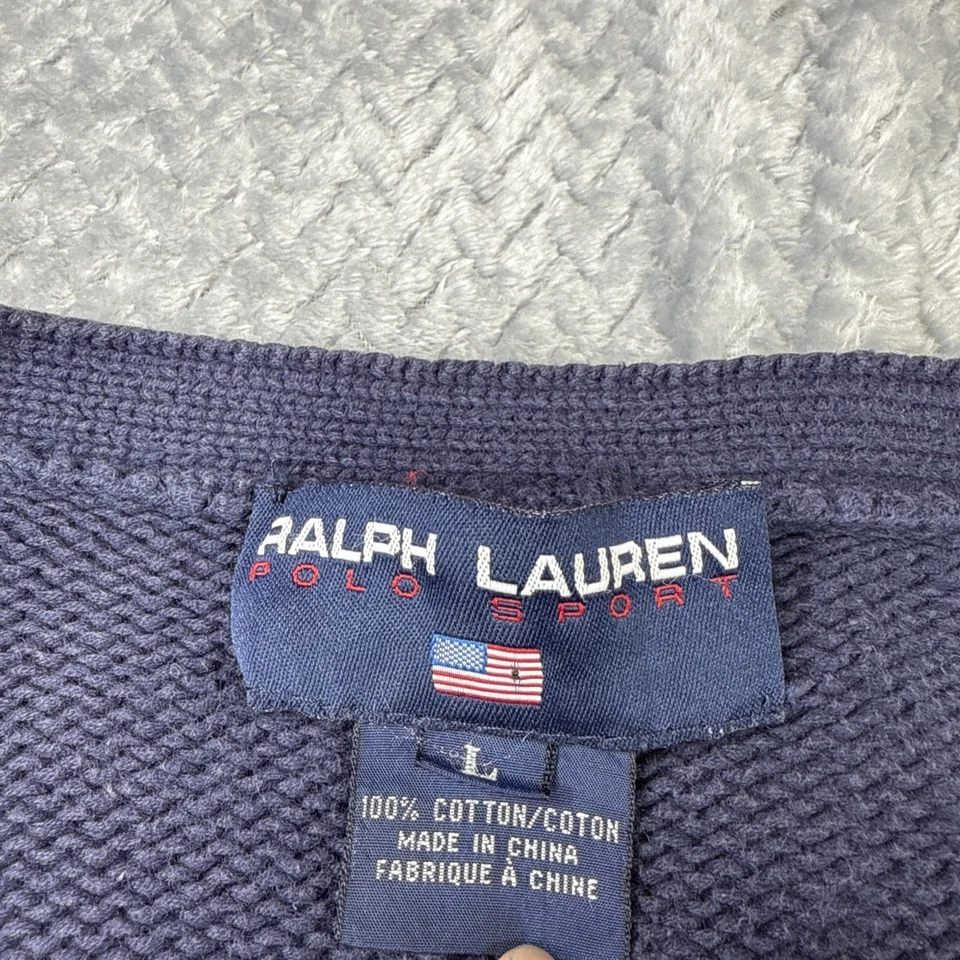 RALPH LAUREN
POLO SPORT
L
100% COTTON/COTON
MADE IN CHINA
FABRIQUE À CHINE